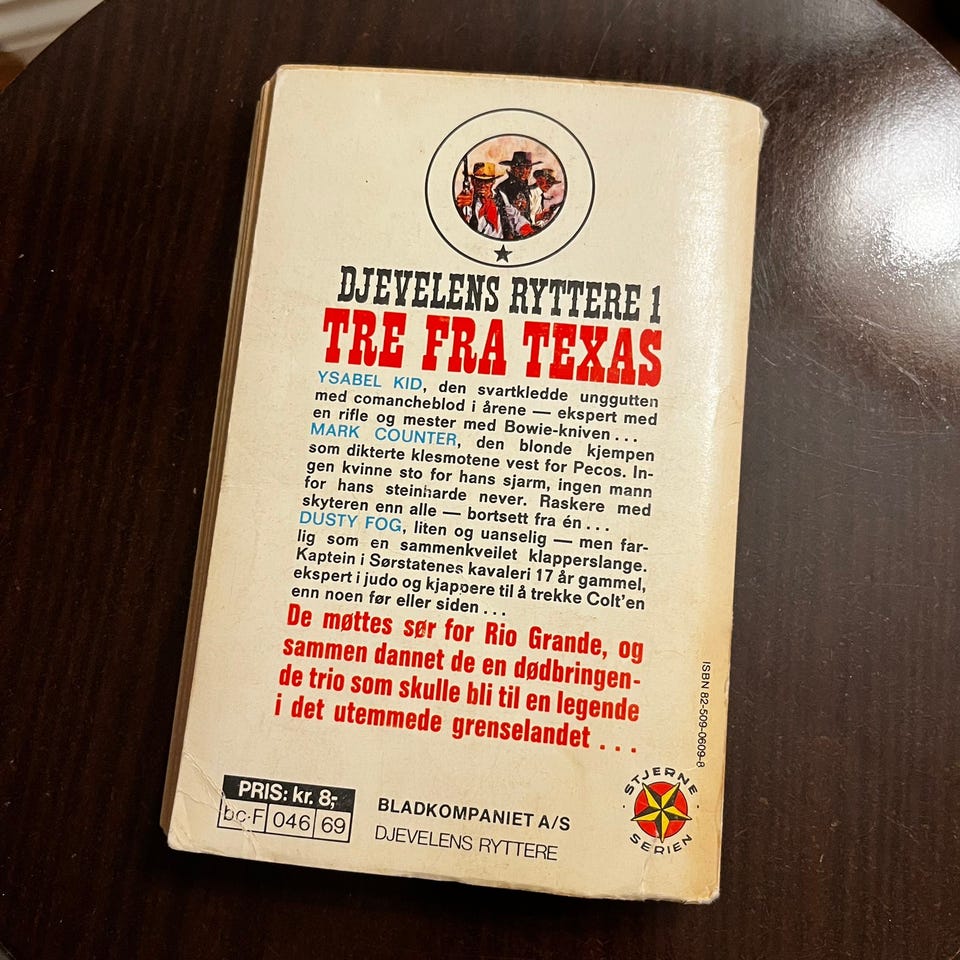 DJEVELENS RYTTERE 1
TRE FRA TEXAS
YSABEL KID, den svartkledde unggutten
med comancheblod i årene — ekspert med
en rifle og mester med Bowie-kniven...
MARK COUNTER, den blonde kjempen
som dikterte klesmotene vest for Pecos. In-
gen kvinne sto for hans sjarm, ingen mann
for hans steinharde never. Raskere med
skyteren enn alle — bortsett fra én...
DUSTY FOG, liten og uanselig — men far-
lig som en sammenkveilet klapperslange.
Kaptein i Sørstatenes kavaleri 17 år gammel,
ekspert i judo og kjappere til å trekke Colt'en
enn noen før eller siden...
De møttes sør for Rio Grande, og
sammen dannet de en dødbringen-
de trio som skulle bli til en legende
i det utemmede grenselandet ...
ISBN 82-509-0609-8
PRIS: kr. 8,-
bc-F 046 69
BLADKOMPANIET A/S
DJEVELENS RYTTERE
STJERNE
SERIEN